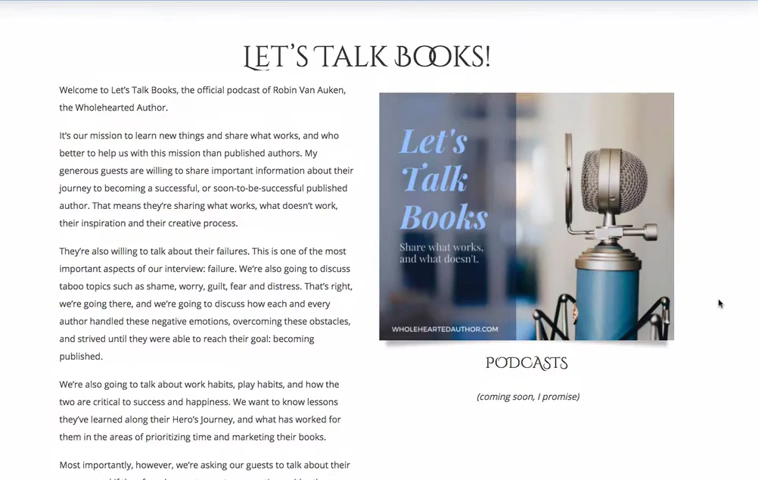 LET'S TALK BOOKS!
Welcome to Let's Talk Books, the official podcast of Robin Van Auken,
the Wholehearted Author.
It's our mission to learn new things and share what works, and who
better to help us with this mission than published authors. My
generous guests are willing to share important information about their
journey to becoming a successful, or soon-to-be-successful published
author. That means they're sharing what works, what doesn't work,
their inspiration and their creative process.
They're also willing to talk about their failures. This is one of the
most important aspects of our interview: failure. We're also going to discuss
taboo topics such as shame, worry, guilt, fear and distress. That's right,
we're going there, and we're going to discuss how each and every
author handled these negative emotions, overcoming these obstacles,
and strived until they were able to reach their goal: becoming
published.
We're also going to talk about work habits, play habits, and how the
two are critical to success and happiness. We want to know lessons
they've learned along their Hero's Journey, and what has worked for
them in the areas of prioritizing time and marketing their books.
Most importantly, however, we're asking our guests to talk about their
Let's
Talk
Books
Share what works,
and what doesn't.
WHOLEHEARTEDAUTHOR.COM
PODCASTS
(coming soon, I promise)